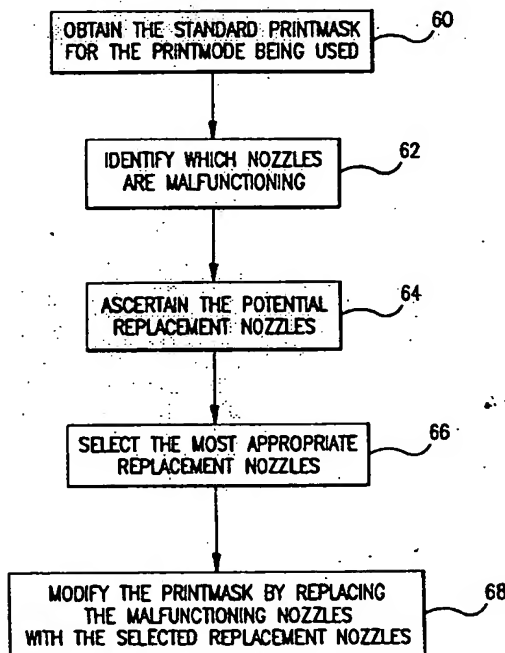 OBTAIN THE STANDARD PRINTMASK
FOR THE PRINTMODE BEING USED
60
IDENTIFY WHICH NOZZLES
ARE MALFUNCTIONING
62
ASCERTAIN THE POTENTIAL
REPLACEMENT NOZZLES
64
SELECT THE MOST APPROPRIATE
REPLACEMENT NOZZLES
66
MODIFY THE PRINTMASK BY REPLACING
THE MALFUNCTIONING NOZZLES
WITH THE SELECTED REPLACEMENT NOZZLES
68